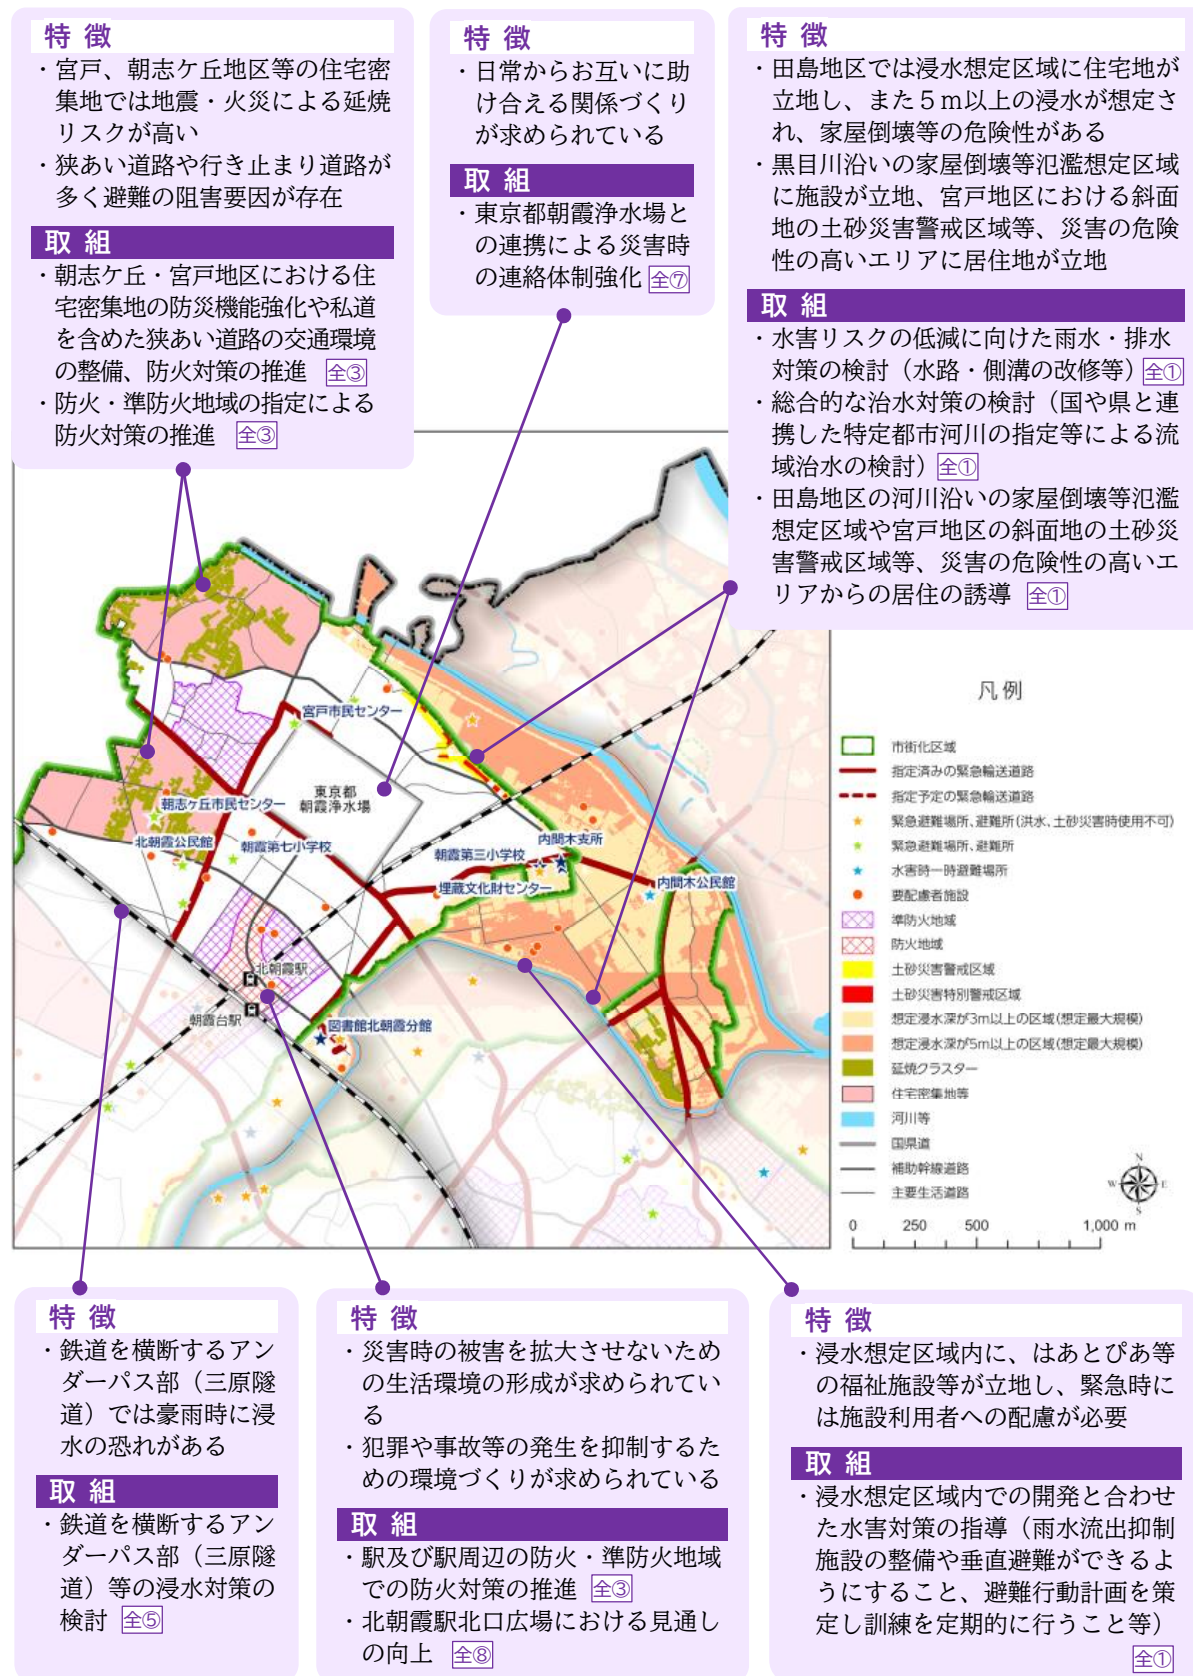 特 徴
・宮戸、朝志ケ丘地区等の住宅密
集地では地震・火災による延焼
リスクが高い
・狭あい道路や行き止まり道路が
多く避難の阻害要因が存在
取 組
・朝志ケ丘・宮戸地区における住
宅密集地の防災機能強化や私道
を含めた狭あい道路の交通環境
の整備、防火対策の推進 全③
・防火・準防火地域の指定による
防火対策の推進 全③
特 徴
・日常からお互いに助
け合える関係づくり
が求められている
取 組
・東京都朝霞浄水場と
の連携による災害時
の連絡体制強化 全⑦
特 徴
・田島地区では浸水想定区域に住宅地が
立地し、また５ｍ以上の浸水が想定さ
れ、家屋倒壊等の危険性がある
・黒目川沿いの家屋倒壊等氾濫想定区域
に施設が立地、宮戸地区における斜面
地の土砂災害警戒区域等、災害の危険
性の高いエリアに居住地が立地
取 組
・水害リスクの低減に向けた雨水・排水
対策の検討（水路・側溝の改修等）全①
・総合的な治水対策の検討（国や県と連
携した特定都市河川の指定等による流
域治水の検討）全①
・田島地区の河川沿いの家屋倒壊等氾濫
想定区域や宮戸地区の斜面地の土砂災
害警戒区域等、災害の危険性の高いエ
リアからの居住の誘導 全①
宮戸市民センター
東京都
朝霞浄水場
朝志ヶ丘市民センター
北朝霞公民館
朝霞第七小学校
朝霞第三小学校
内間木支所
埋蔵文化財センター
内間木公民館
北朝霞駅
朝霞台駅
図書館北朝霞分館
凡例
市街化区域
指定済みの緊急輸送道路
指定予定の緊急輸送道路
緊急避難場所、避難所(洪水、土砂災害時使用不可)
緊急避難場所、避難所
水害時一時避難場所
要配慮者施設
準防火地域
防火地域
土砂災害警戒区域
土砂災害特別警戒区域
想定浸水深が3m以上の区域(想定最大規模)
想定浸水深が5m以上の区域(想定最大規模)
延焼クラスター
住宅密集地等
河川等
国県道
補助幹線道路
主要生活道路
N
W
E
S
0 250 500 1,000 m
特 徴
・鉄道を横断するアン
ダーパス部（三原隧
道）では豪雨時に浸
水の恐れがある
取 組
・鉄道を横断するアン
ダーパス部（三原隧
道）等の浸水対策の
検討 全⑤
特 徴
・災害時の被害を拡大させないため
の生活環境の形成が求められてい
る
・犯罪や事故等の発生を抑制するた
めの環境づくりが求められている
取 組
・駅及び駅周辺の防火・準防火地域
での防火対策の推進 全③
・北朝霞駅北口広場における見通し
の向上 全⑧
特 徴
・浸水想定区域内に、はあとぴあ等
の福祉施設等が立地し、緊急時に
は施設利用者への配慮が必要
取 組
・浸水想定区域内での開発と合わせ
た水害対策の指導（雨水流出抑制
施設の整備や垂直避難ができるよ
うにすること、避難行動計画を策
定し訓練を定期的に行うこと等）
全①